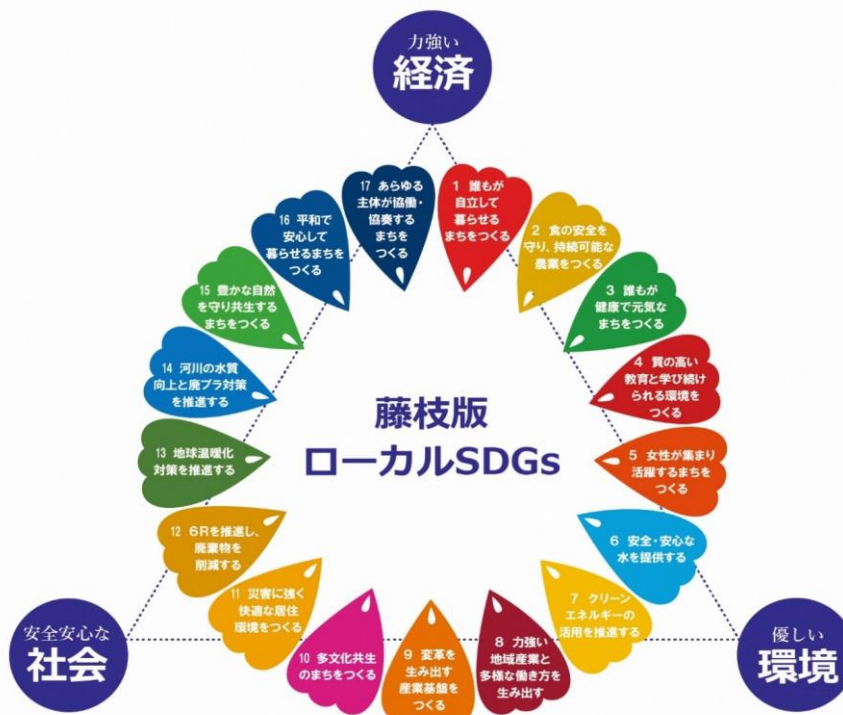 力強い
経済
17 あらゆる
主体が協働・
協奏する
まちを
つくる
1 誰もが
自立して
暮らせる
まちをつくる
16 平和で
安心して
暮らせるまちを
つくる
2 食の安全を
守り、持続可能な
農業をつくる
15 豊かな自然
を守り共生する
まちをつくる
3 誰もが
健康で元気な
まちをつくる
14 河川の水質
向上と廃プラ対策
を推進する
4 質の高い
教育と学び続け
られる環境を
つくる
藤枝版
ローカルSDGs
13 地球温暖化
対策を推進する
5 女性が集まり
活躍するまちを
つくる
12 6Rを推進し、
廃棄物を
削減する
6 安全・安心な
水を提供する
11 災害に強く
快適な居住
環境をつくる
7 クリーン
エネルギーの
活用を推進する
10 多文化共生
のまちをつくる
9 変革を
生み出す
産業基盤を
つくる
8 力強い
地域産業と
多様な働き方を
生み出す
安全安心な
社会
優しい
環境